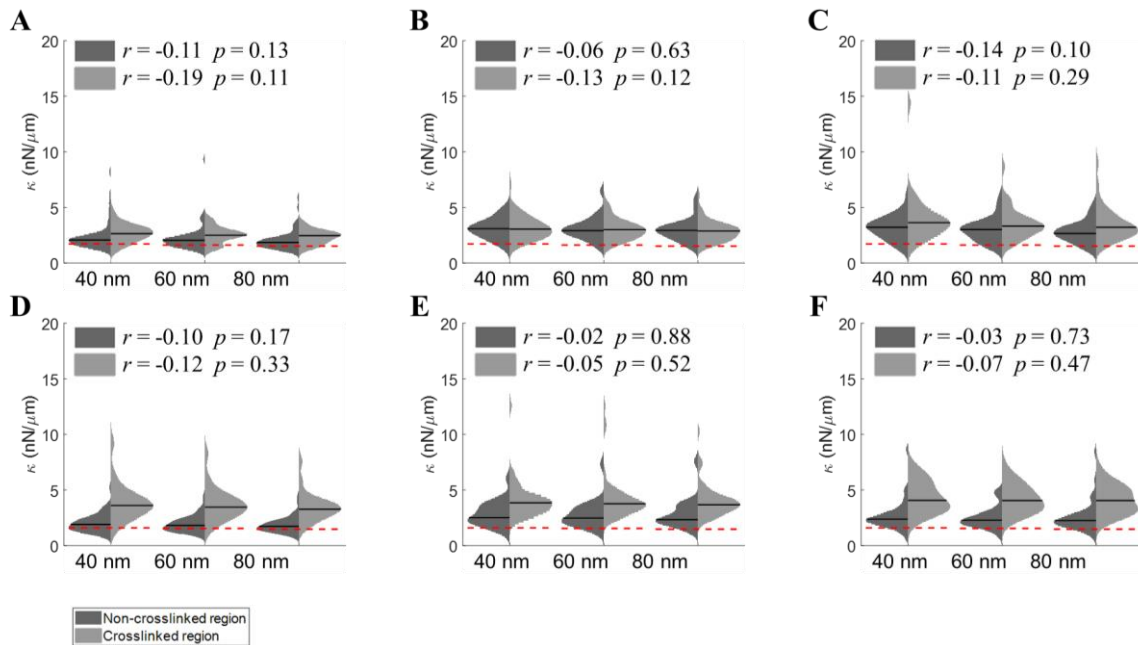 A
20
15
10
5
0
κ (nN/μm)
r = -0.11 p = 0.13
r = -0.19 p = 0.11
40 nm 60 nm 80 nm
B
20
15
10
5
0
κ (nN/μm)
r = -0.06 p = 0.63
r = -0.13 p = 0.12
40 nm 60 nm 80 nm
C
20
15
10
5
0
κ (nN/μm)
r = -0.14 p = 0.10
r = -0.11 p = 0.29
40 nm 60 nm 80 nm
D
20
15
10
5
0
κ (nN/μm)
r = -0.10 p = 0.17
r = -0.12 p = 0.33
40 nm 60 nm 80 nm
E
20
15
10
5
0
κ (nN/μm)
r = -0.02 p = 0.88
r = -0.05 p = 0.52
40 nm 60 nm 80 nm
F
20
15
10
5
0
κ (nN/μm)
r = -0.03 p = 0.73
r = -0.07 p = 0.47
40 nm 60 nm 80 nm
Non-crosslinked region
Crosslinked region